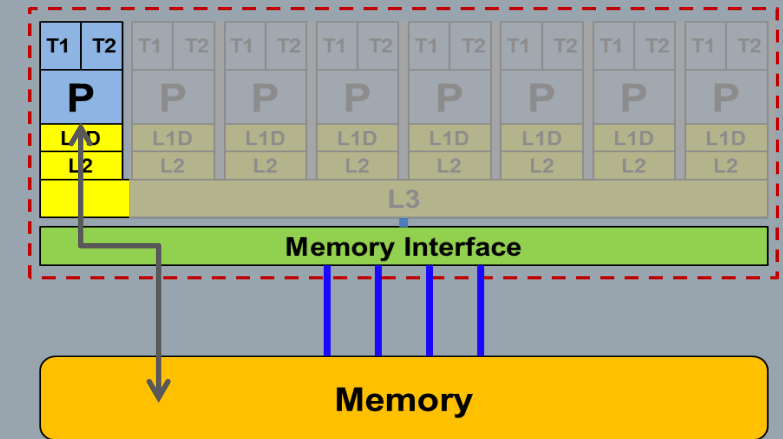 T1 T2 T1 T2 T1 T2 T1 T2 T1 T2 T1 T2 T1 T2 T1 T2
P P P P P P P P
L1D L1D L1D L1D L1D L1D L1D L1D
L2 L2 L2 L2 L2 L2 L2 L2
L3
Memory Interface
Memory